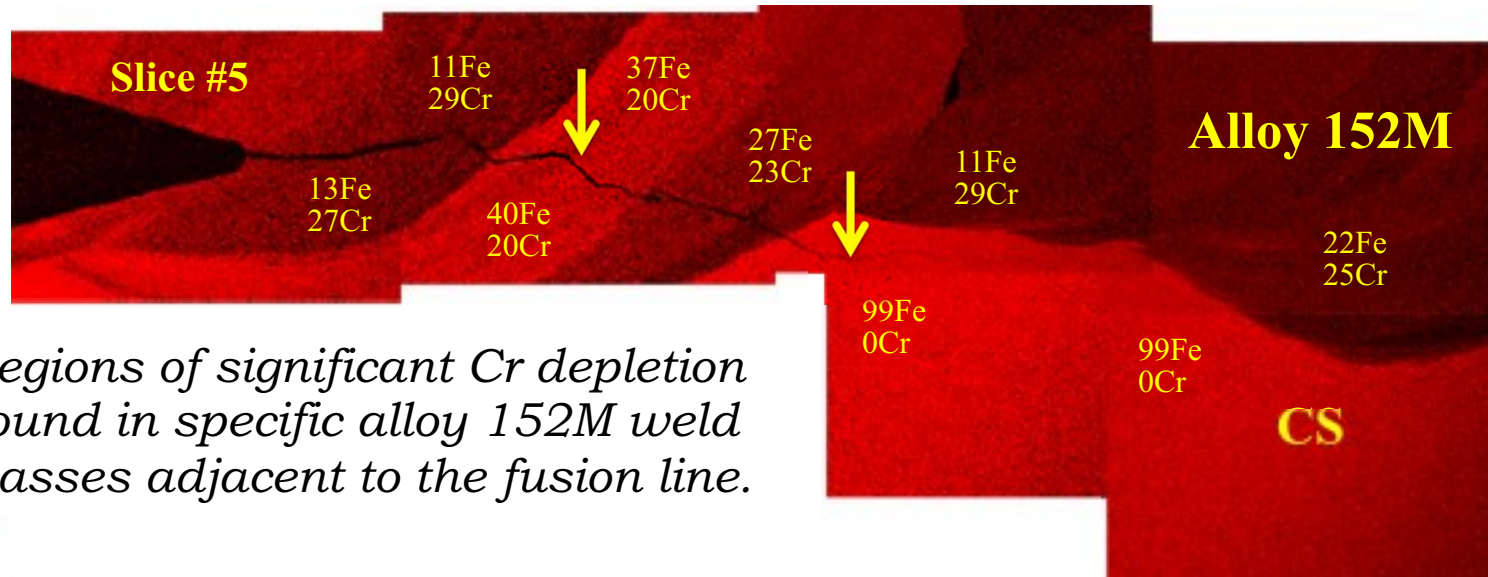 Slice #5
11Fe
29Cr
37Fe
20Cr
13Fe
27Cr
40Fe
20Cr
27Fe
23Cr
11Fe
29Cr
Alloy 152M
22Fe
25Cr
99Fe
0Cr
99Fe
0Cr
CS
egions of significant Cr depletion
ound in specific alloy 152M weld
asses adjacent to the fusion line.